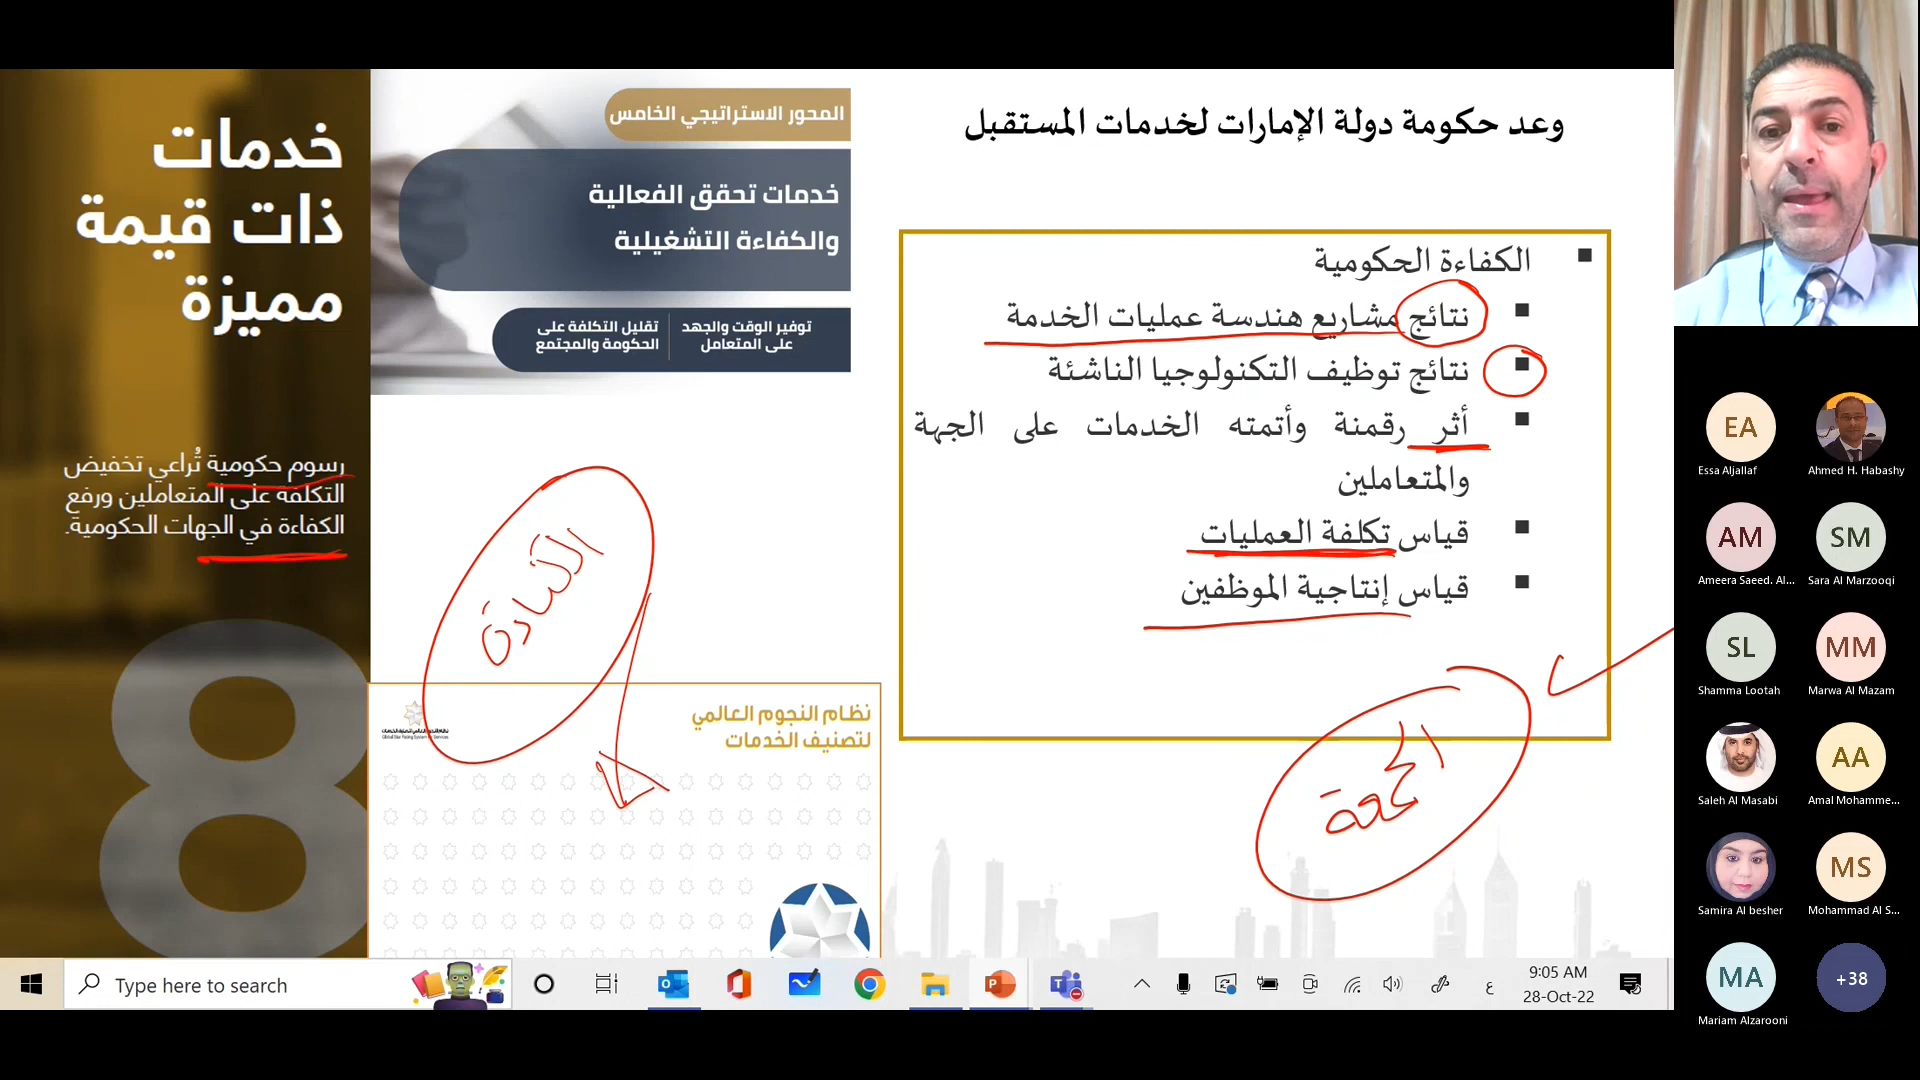 وعد حكومة دولة الإمارات لخدمات المستقبل
الكفاءة الحكومية
نتائج مشاريع هندسة عمليات الخدمة
نتائج توظيف التكنولوجيا الناشئة
أثر رقمنة وأتمته الخدمات على الجهة
والمتعاملين
قياس تكلفة العمليات
قياس إنتاجية الموظفين
المحور الاستراتيجي الخامس
خدمات تحقق الفعالية
والكفاءة التشغيلية
توفير الوقت والجهد
على المتعامل
تقليل التكلفة على
الحكومة والمجتمع
نظام النجوم العالمي
لتصنيف الخدمات
خدمات
ذات قيمة
مميزة
رسوم حكومية تُراعي تخفيض
التكلفة على المتعاملين ورفع
الكفاءة في الجهات الحكومية.
8
EA
Essa Aljallaf
Ahmed H. Habashy
AM
Ameera Saeed. Al...
SM
Sara Al Marzooqi
SL
Shamma Lootah
MM
Marwa Al Mazam
Saleh Al Masabi
AA
Amal Mohamme...
Samira Al besher
MS
Mohammad Al S...
MA
Mariam Alzarooni
+38
Type here to search
ع
9:05 AM
28-Oct-22